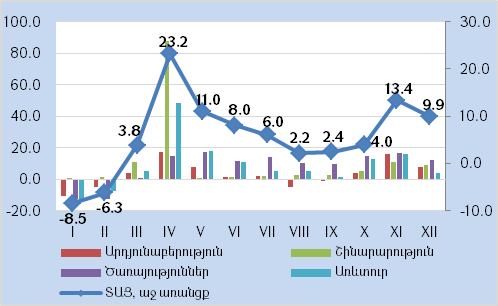 100.0 30.0
80.0
60.0 20.0
40.0 10.0
20.0
0.0 0.0
-20.0 -10.0
-8.5 -6.3 3.8 23.2 11.0 8.0 6.0 2.2 2.4 4.0 13.4 9.9
I II III IV V VI VII VIII IX X XI XII
Արդյունաբերություն Շինարարություն
Ծառայություններ Առևտուր
ՏԱՑ, աջ առանցք